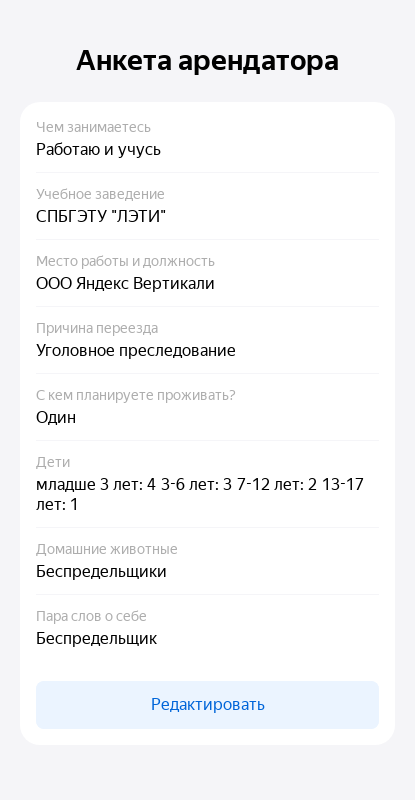 Анкета арендатора
Чем занимаетесь
Работаю и учусь
Учебное заведение
СПБГЭТУ "ЛЭТИ"
Место работы и должность
ООО Яндекс Вертикали
Причина переезда
Уголовное преследование
С кем планируете проживать?
Один
Дети
младше 3 лет: 4 3-6 лет: 3 7-12 лет: 2 13-17
лет: 1
Домашние животные
Беспредельщики
Пара слов о себе
Беспредельщик
Редактировать